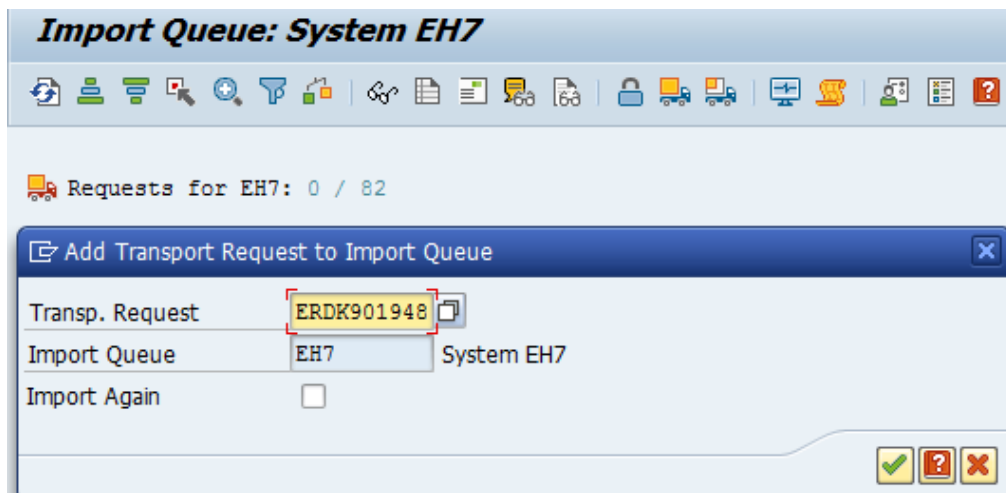 Import Queue: System EH7
Requests for EH7: 0 / 82
Add Transport Request to Import Queue
Transp. Request ERDK901948
Import Queue EH7 System EH7
Import Again